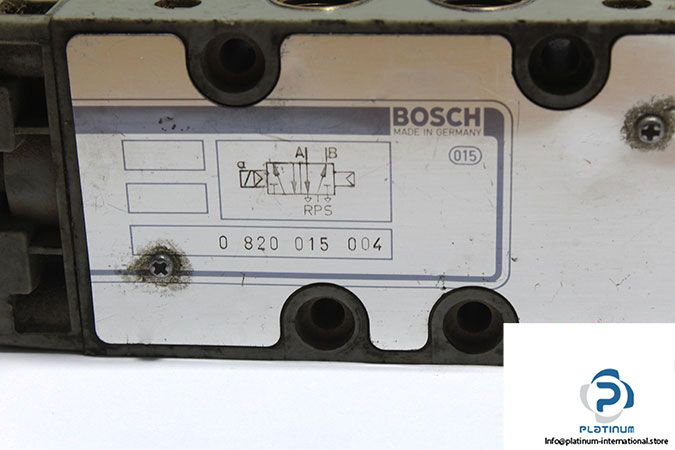 BOSCH
MADE IN GERMANY
015
A B
a
RPS
0 820 015 004
PLATINUM
Info@platinum-international.store